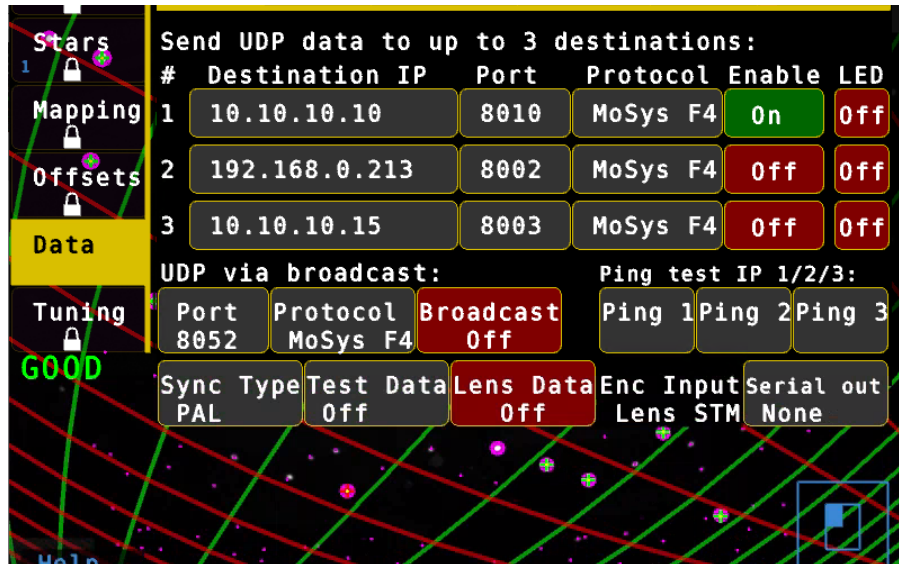 Stars
1
Mapping
Offsets
Data
Tuning
GOOD
Send UDP data to up to 3 destinations:
# Destination IP Port Protocol Enable LED
1 10.10.10.10 8010 MoSys F4 On Off
2 192.168.0.213 8002 MoSys F4 Off Off
3 10.10.10.15 8003 MoSys F4 Off Off
UDP via broadcast: Ping test IP 1/2/3:
Port Protocol Broadcast Ping 1 Ping 2 Ping 3
8052 MoSys F4 Off
Sync Type Test Data Lens Data Enc Input Serial out
PAL Off Off Lens STM None
Help